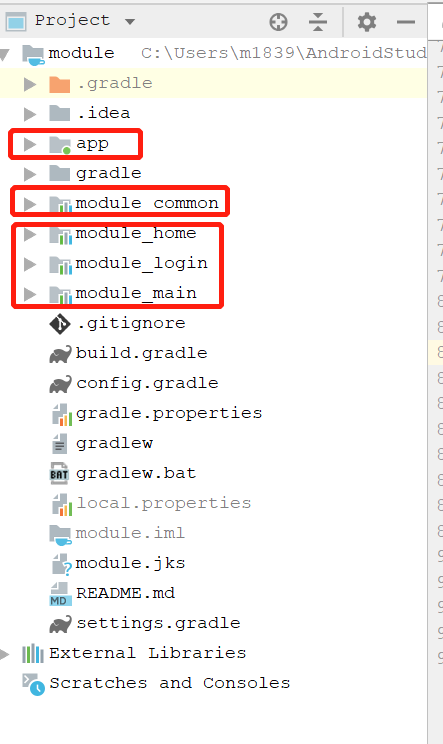 Project
module C:\Users\m1839\AndroidStud
.gradle
.idea
app
gradle
module_common
module_home
module_login
module_main
.gitignore
build.gradle
config.gradle
gradle.properties
gradlew
BAT gradlew.bat
local.properties
module.iml
module.jks
MD README.md
settings.gradle
External Libraries
Scratches and Consoles